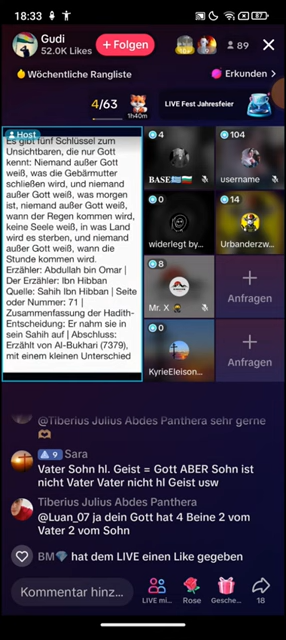 18:33
87
Gudi
52.0K Likes
+ Folgen
89
Wöchentliche Rangliste
Erkunden >
4/63
1h40m
LIVE Fest Jahresfeier
Host
Es gibt fünf Schlüssel zum
Unsichtbaren, die nur Gott
kennt: Niemand außer Gott
weiß, was die Gebärmutter
schließen wird, und niemand
außer Gott weiß, was morgen
ist, niemand außer Gott weiß,
wann der Regen kommen wird,
keine Seele weiß, in was Land
wird es sterben, und niemand
außer Gott weiß, wann die
Stunde kommen wird.
Erzähler: Abdullah bin Omar |
Der Erzähler: Ibn Hibban
Quelle: Sahih Ibn Hibban | Seite
oder Nummer: 71 |
Zusammenfassung der Hadith-
Entscheidung: Er nahm sie in
sein Sahih auf | Abschluss:
Erzählt von Al-Bukhari (7379),
mit einem kleinen Unterschied
4
BASE
104
username
0
widerlegt by...
14
Urbanderzw...
8
Mr. X
+
Anfragen
0
KyrieEleison...
+
Anfragen
@Tiberius Julius Abdes Panthera sehr gerne
9 Sara
Vater Sohn hl. Geist = Gott ABER Sohn ist
nicht Vater Vater nicht hl Geist usw
Tiberius Julius Abdes Panthera
@Luan_07 ja dein Gott hat 4 Beine 2 vom
Vater 2 vom Sohn
BM hat dem LIVE einen Like gegeben
Kommentar hinz...
LIVE mi...
Rose
Gesche...
18